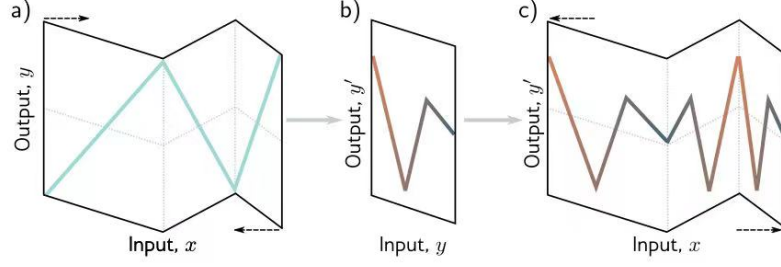 a)
b)
c)
Output, y
Input, x
Output, y′
Input, y
Output, y′
Input, x